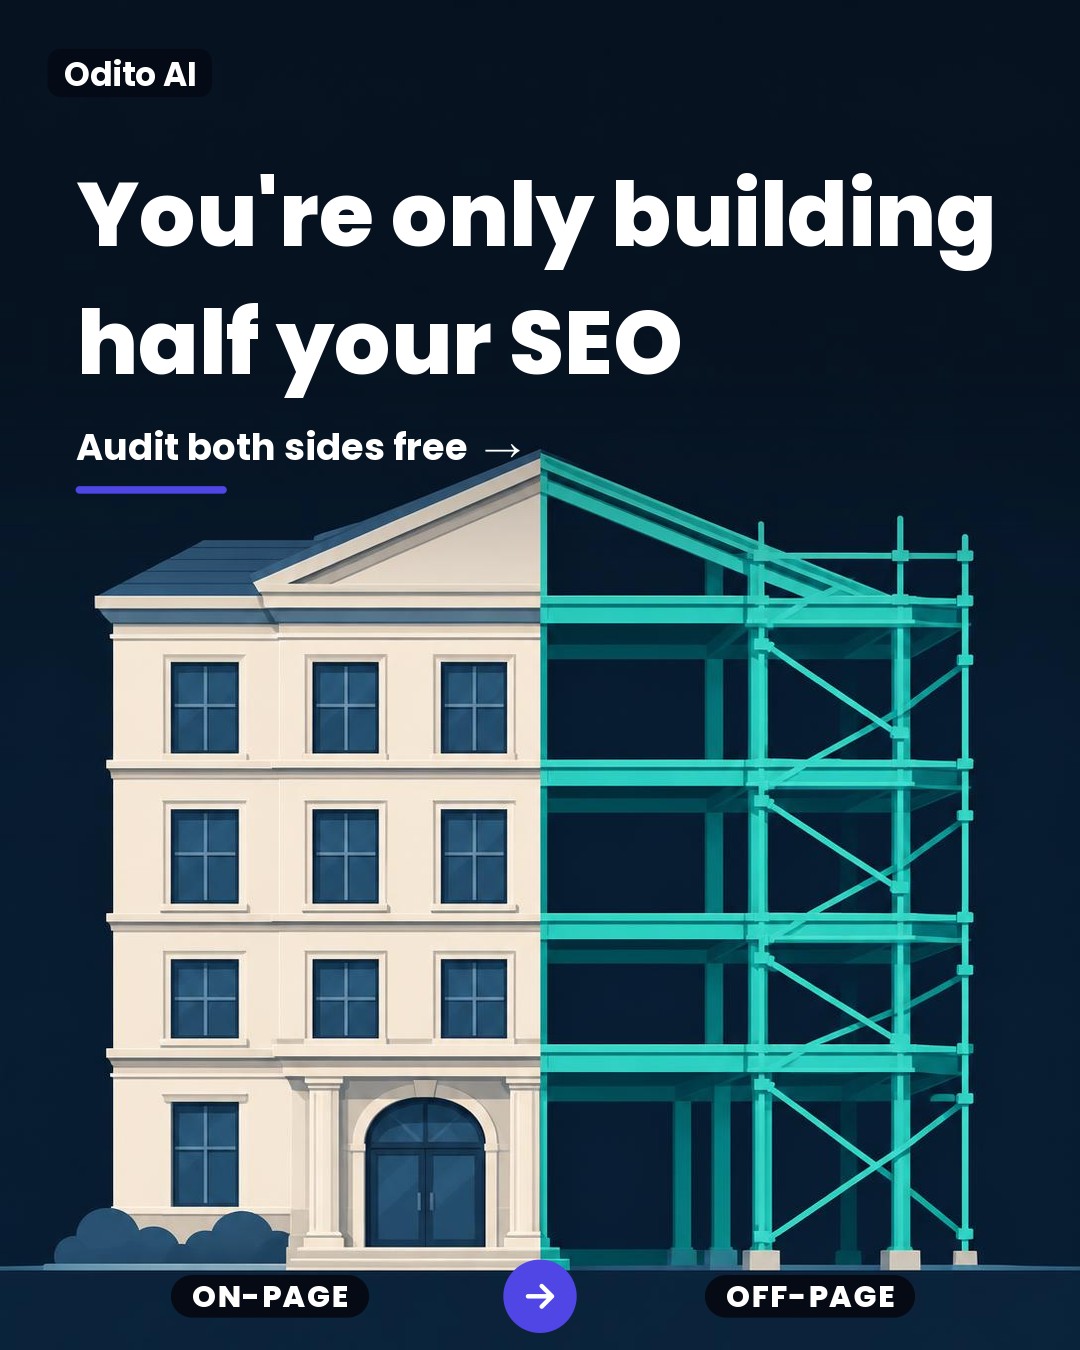 Odito AI
You're only building
half your SEO
Audit both sides free →
ON-PAGE
OFF-PAGE